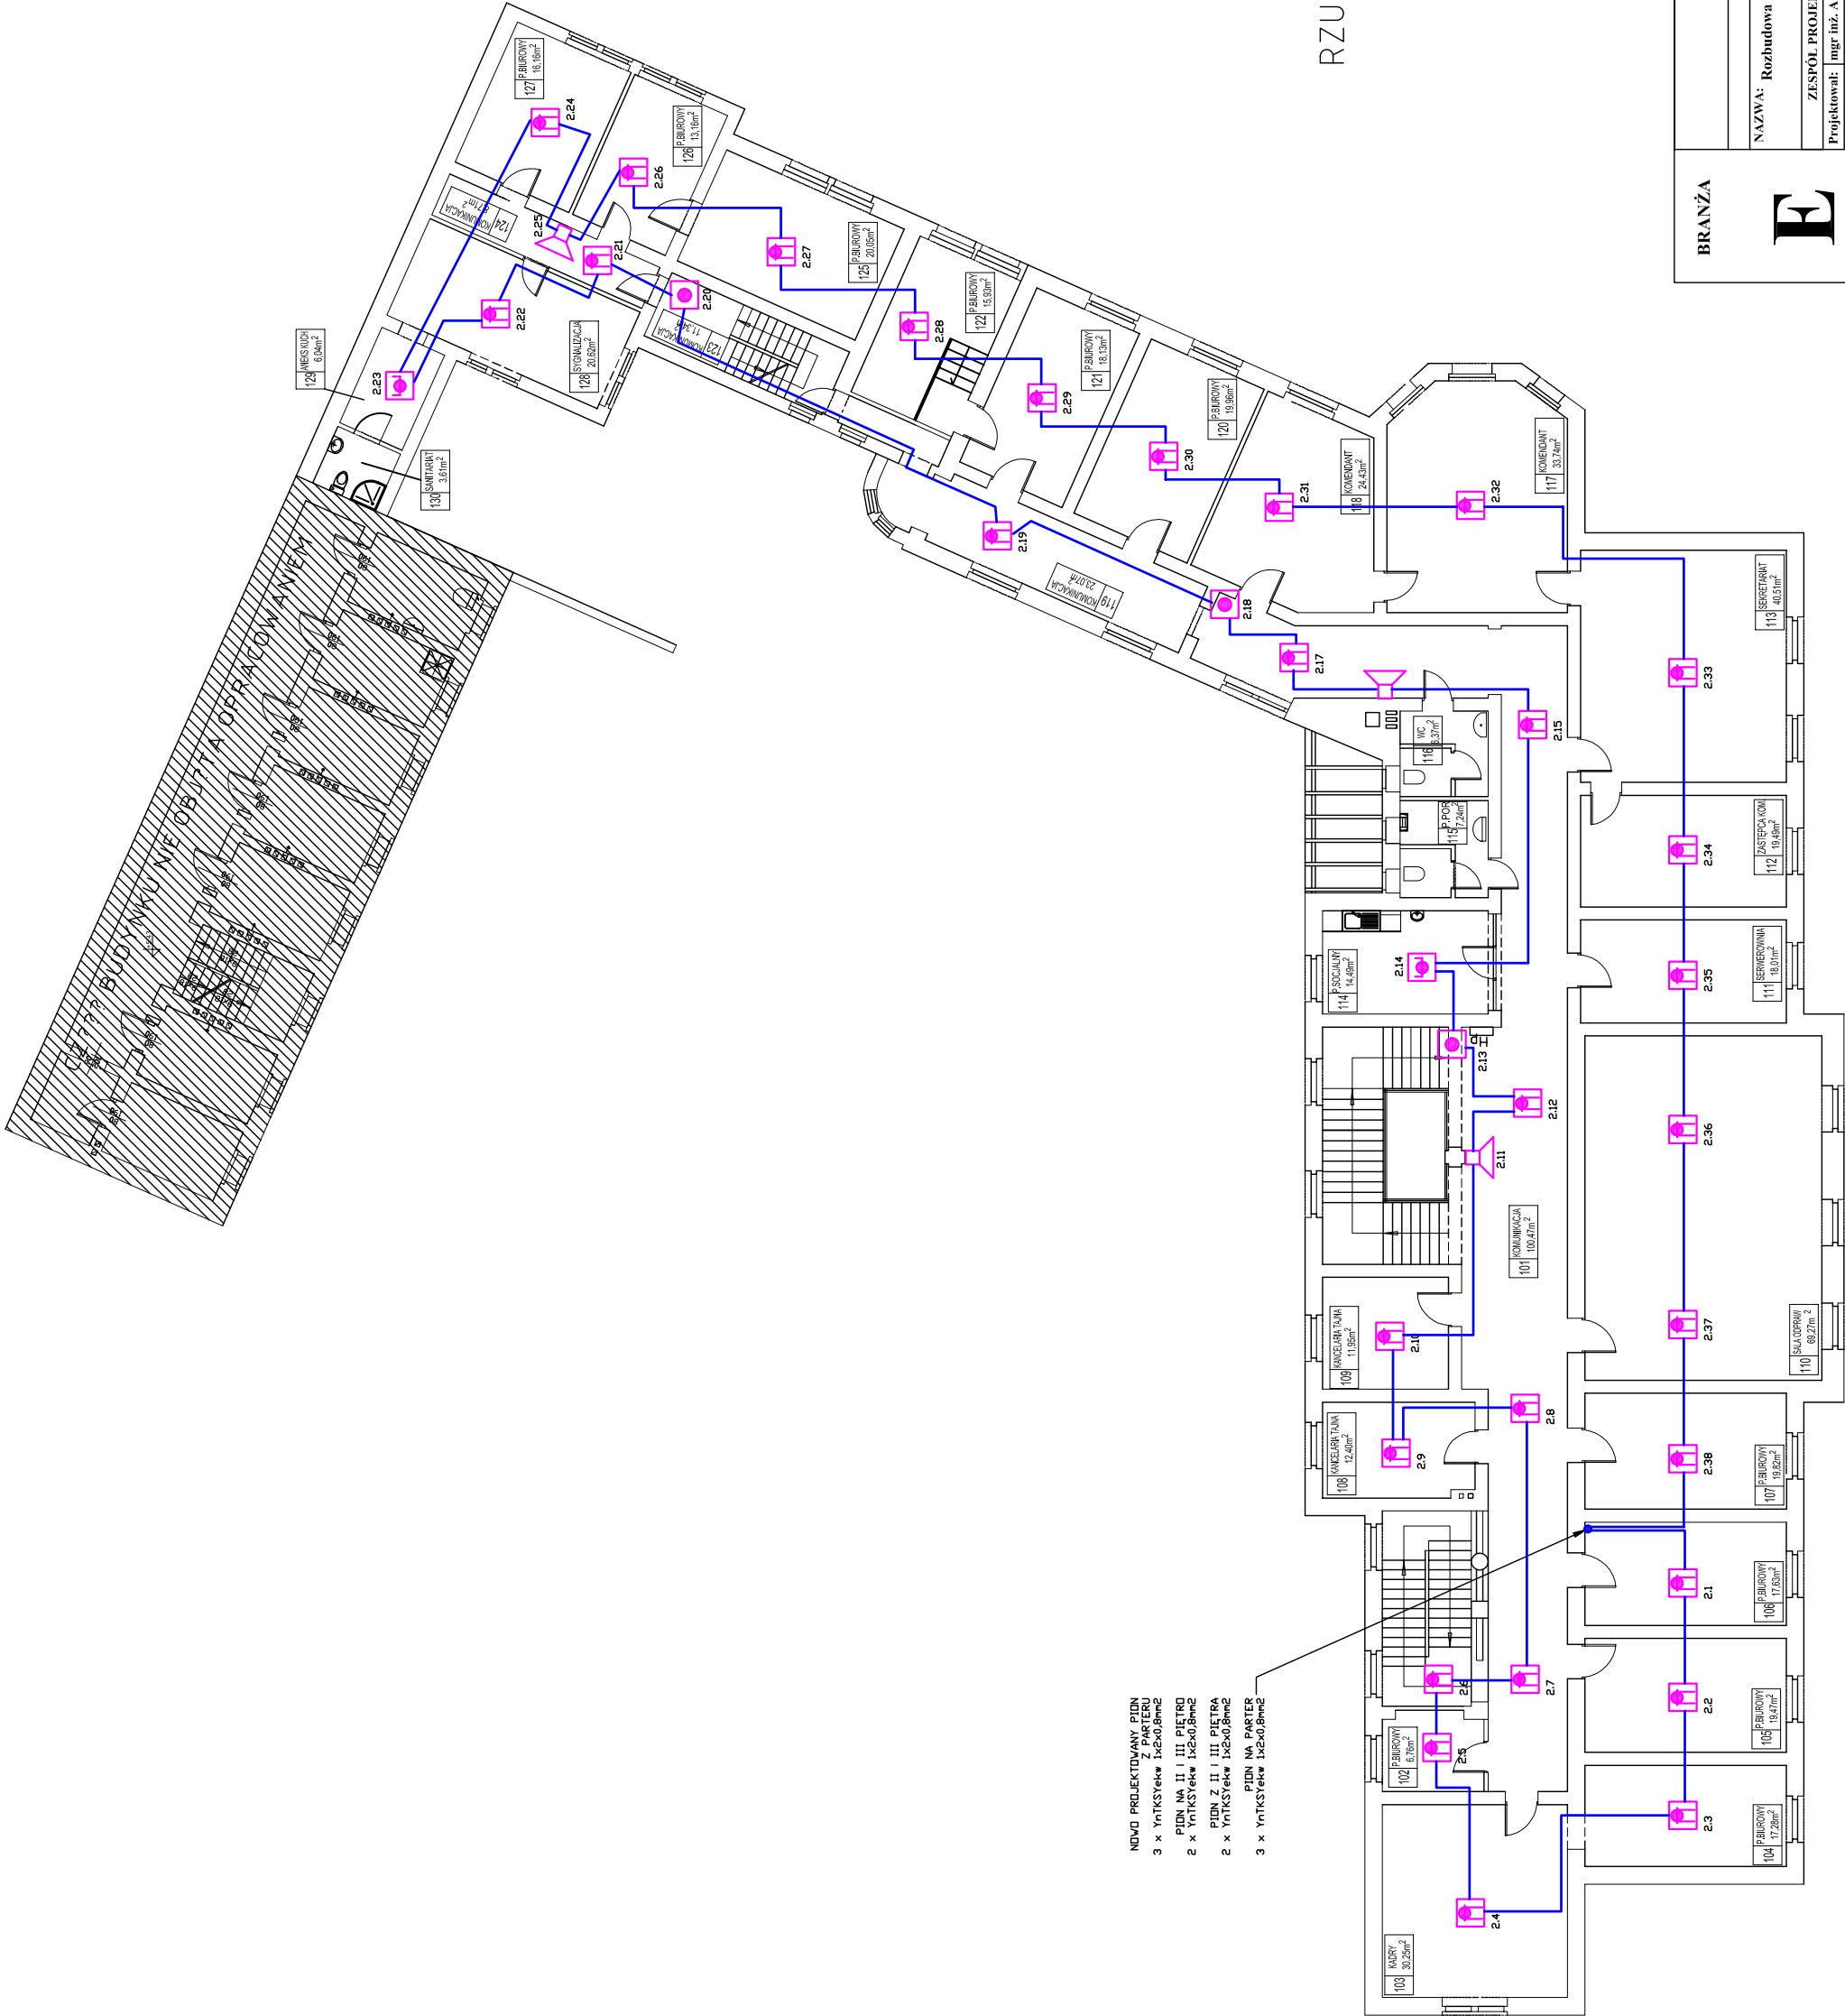 RZU
BRANŻA
E
NAZWA: Rozbudowa
ZESPÓŁ PROJE
Projektował: mgr inż. A
127 P.BIUROWY 16,16m2
2.24
126 P.BIUROWY 13,16m2
2.26
124 KOMUNIKACJA
2.25
2.21
2.22
128 SYGNALIZACJA 20,62m2
129 ANEKS KUCH 6,04m2
2.23
130 SANITARIAT 3,61m2
123 KOMUNIKACJA
2.20
125 P.BIUROWY 20,05m2
2.27
122 P.BIUROWY 15,93m2
2.28
121 P.BIUROWY 18,13m2
2.29
120 P.BIUROWY 19,96m2
2.30
118 KOMENDANT 24,43m2
2.31
117 KOMENDANT 33,74m2
2.32
119 KOMUNIKACJA 23,07m2
2.19
2.18
2.17
2.15
116 WC
115 P.POR 7,24m2
114 P.SOCJALNY 14,49m2
2.14
2.13
2.12
2.11
113 SEKRETARIAT 40,51m2
2.33
112 ZASTĘPCA KOM 19,49m2
2.34
111 SERWEROWNIA 18,01m2
2.35
2.36
2.37
110 SALA ODPRAW 69,27m2
101 KOMUNIKACJA 100,47m2
109 KANCELARIA TAJNA 11,95m2
2.10
108 KANCELARIA TAJNA 12,40m2
2.9
2.8
107 P.BIUROWY 19,82m2
2.38
106 P.BIUROWY 17,63m2
2.1
105 P.BIUROWY 19,47m2
2.2
104 P.BIUROWY 17,28m2
2.3
2.7
2.6
102 P.BIUROWY 6,76m2
2.5
103 KADRY 30,25m2
2.4
NOWO PROJEKTOWANY PION
Z PARTERU
3 x YnTKSYekw 1x2x0,8mm2
PION NA II i III PIĘTRO
2 x YnTKSYekw 1x2x0,8mm2
PION Z II i III PIĘTRA
2 x YnTKSYekw 1x2x0,8mm2
PION NA PARTER
3 x YnTKSYekw 1x2x0,8mm2
CZ??? BUDYNKU NIE OBJ?TA OPRACOWANIEM